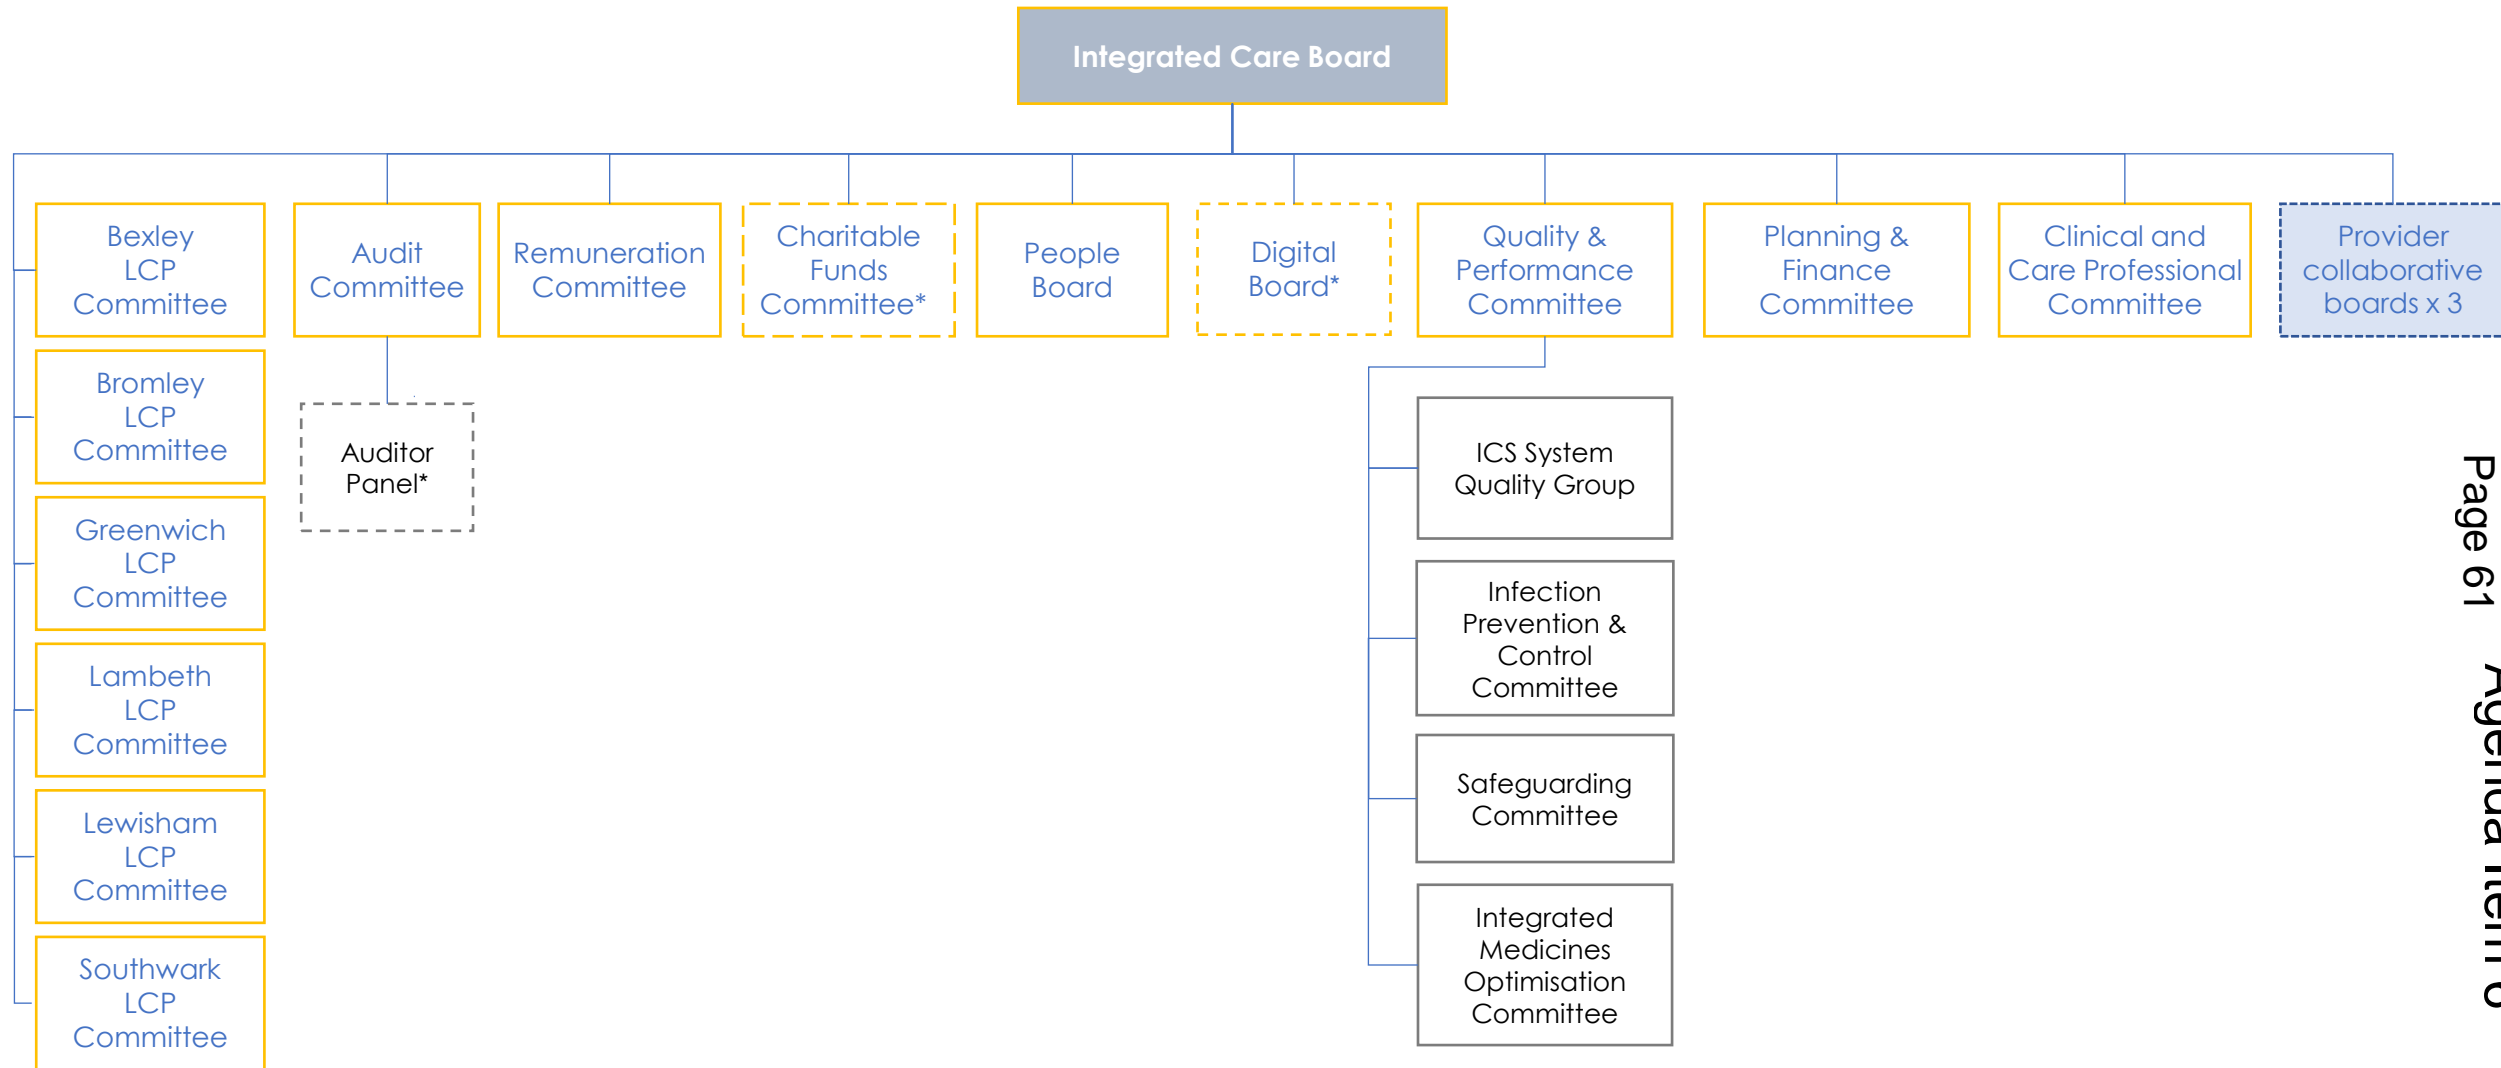 Integrated Care Board
Bexley
LCP
Committee
Audit
Committee
Remuneration
Committee
Charitable
Funds
Committee*
People
Board
Digital
Board*
Quality &
Performance
Committee
Planning &
Finance
Committee
Clinical and
Care Professional
Committee
Provider
collaborative
boards x 3
Bromley
LCP
Committee
Greenwich
LCP
Committee
Lambeth
LCP
Committee
Lewisham
LCP
Committee
Southwark
LCP
Committee
Auditor
Panel*
ICS System
Quality Group
Infection
Prevention &
Control
Committee
Safeguarding
Committee
Integrated
Medicines
Optimisation
Committee
Page 61
Agenda Item